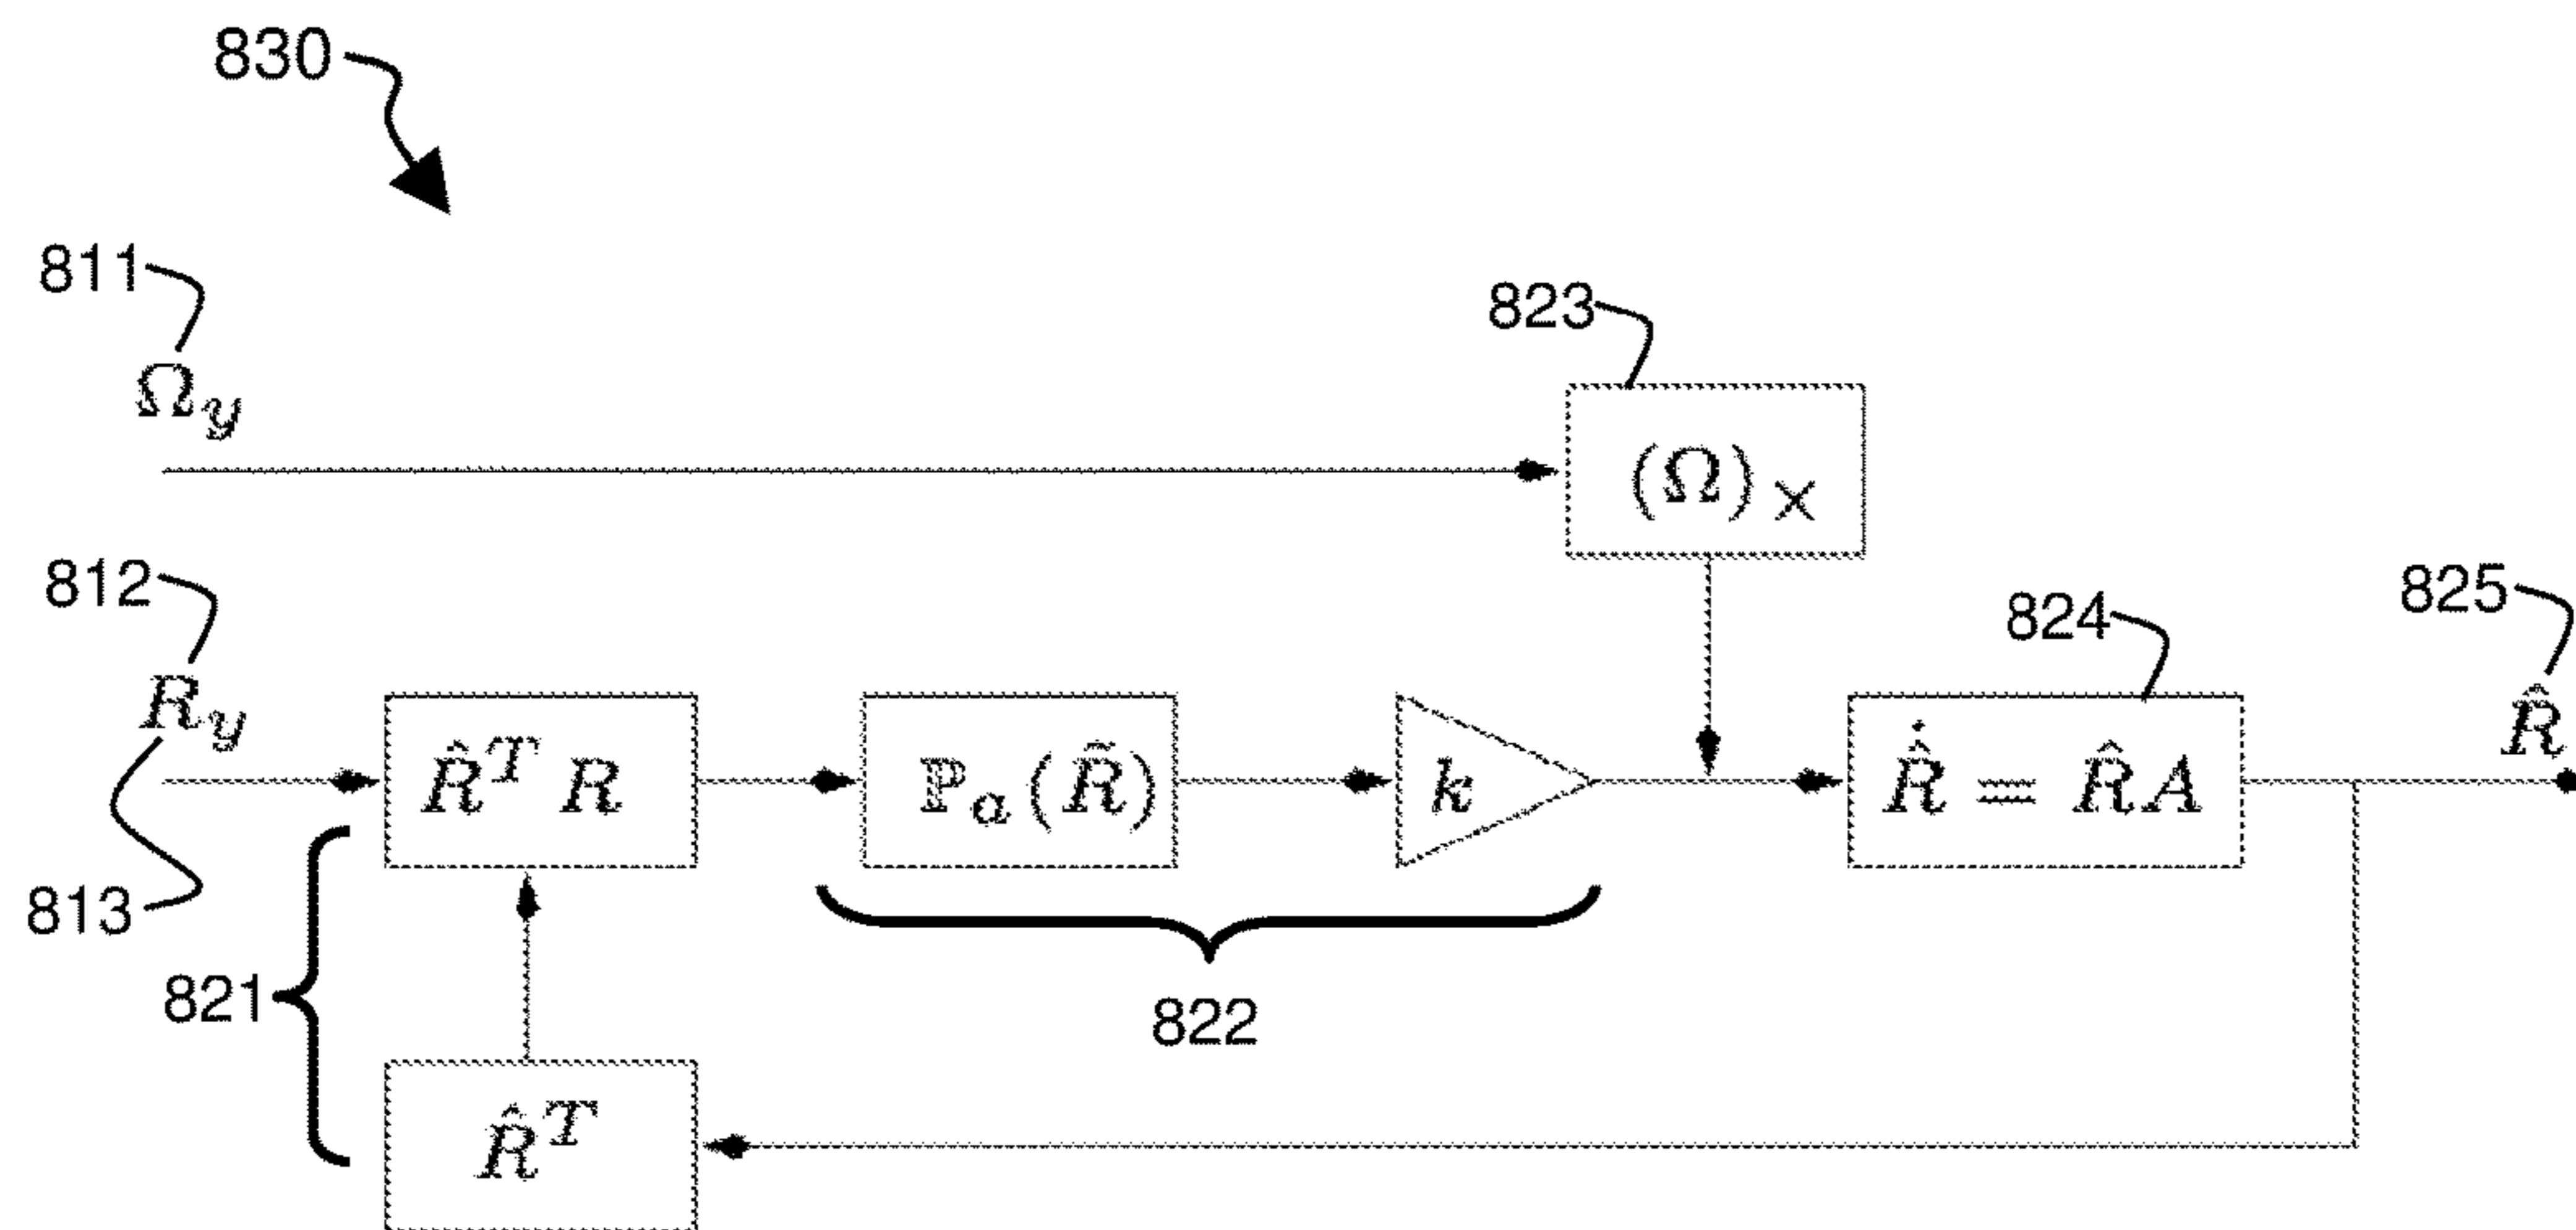 830
811
Ω_y
823
(Ω)×
812
R_y
824
825
R̂
R̂ᵀ R
ℙ_a(R̃)
k
R̂̇ = R̂A
813
821
822
R̂ᵀ